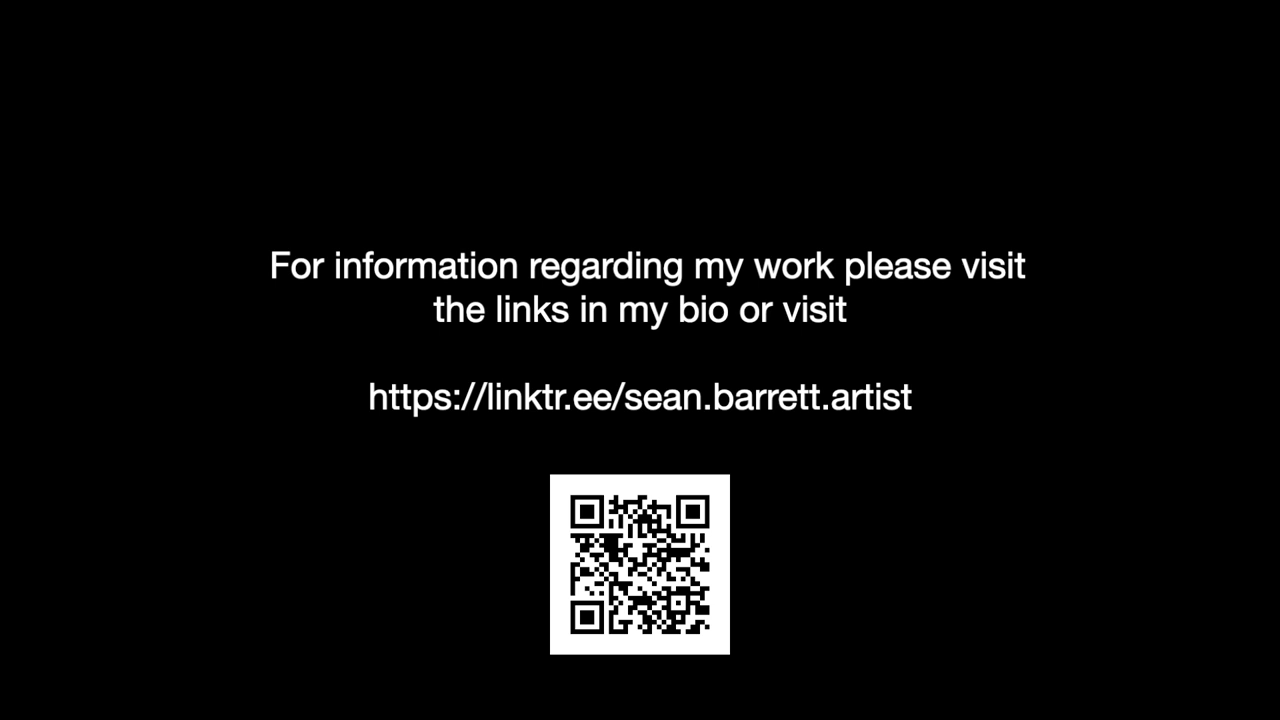 For information regarding my work please visit
the links in my bio or visit
https://linktr.ee/sean.barrett.artist